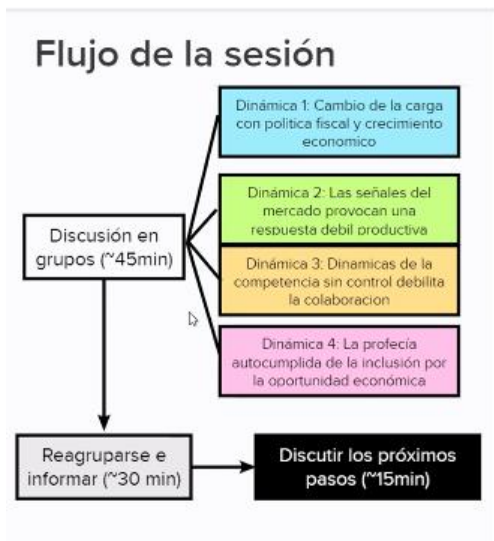 Flujo de la sesión
Dinámica 1: Cambio de la carga
con politica fiscal y crecimiento
economico
Dinámica 2: Las señales del
mercado provocan una
respuesta debil productiva
Discusión en
grupos (~45min)
Dinámica 3: Dinamicas de la
competencia sin control debilita
la colaboracion
Dinámica 4: La profecía
autocumplida de la inclusión por
la oportunidad económica
Reagruparse e
informar (~30 min)
Discutir los próximos
pasos (~15min)